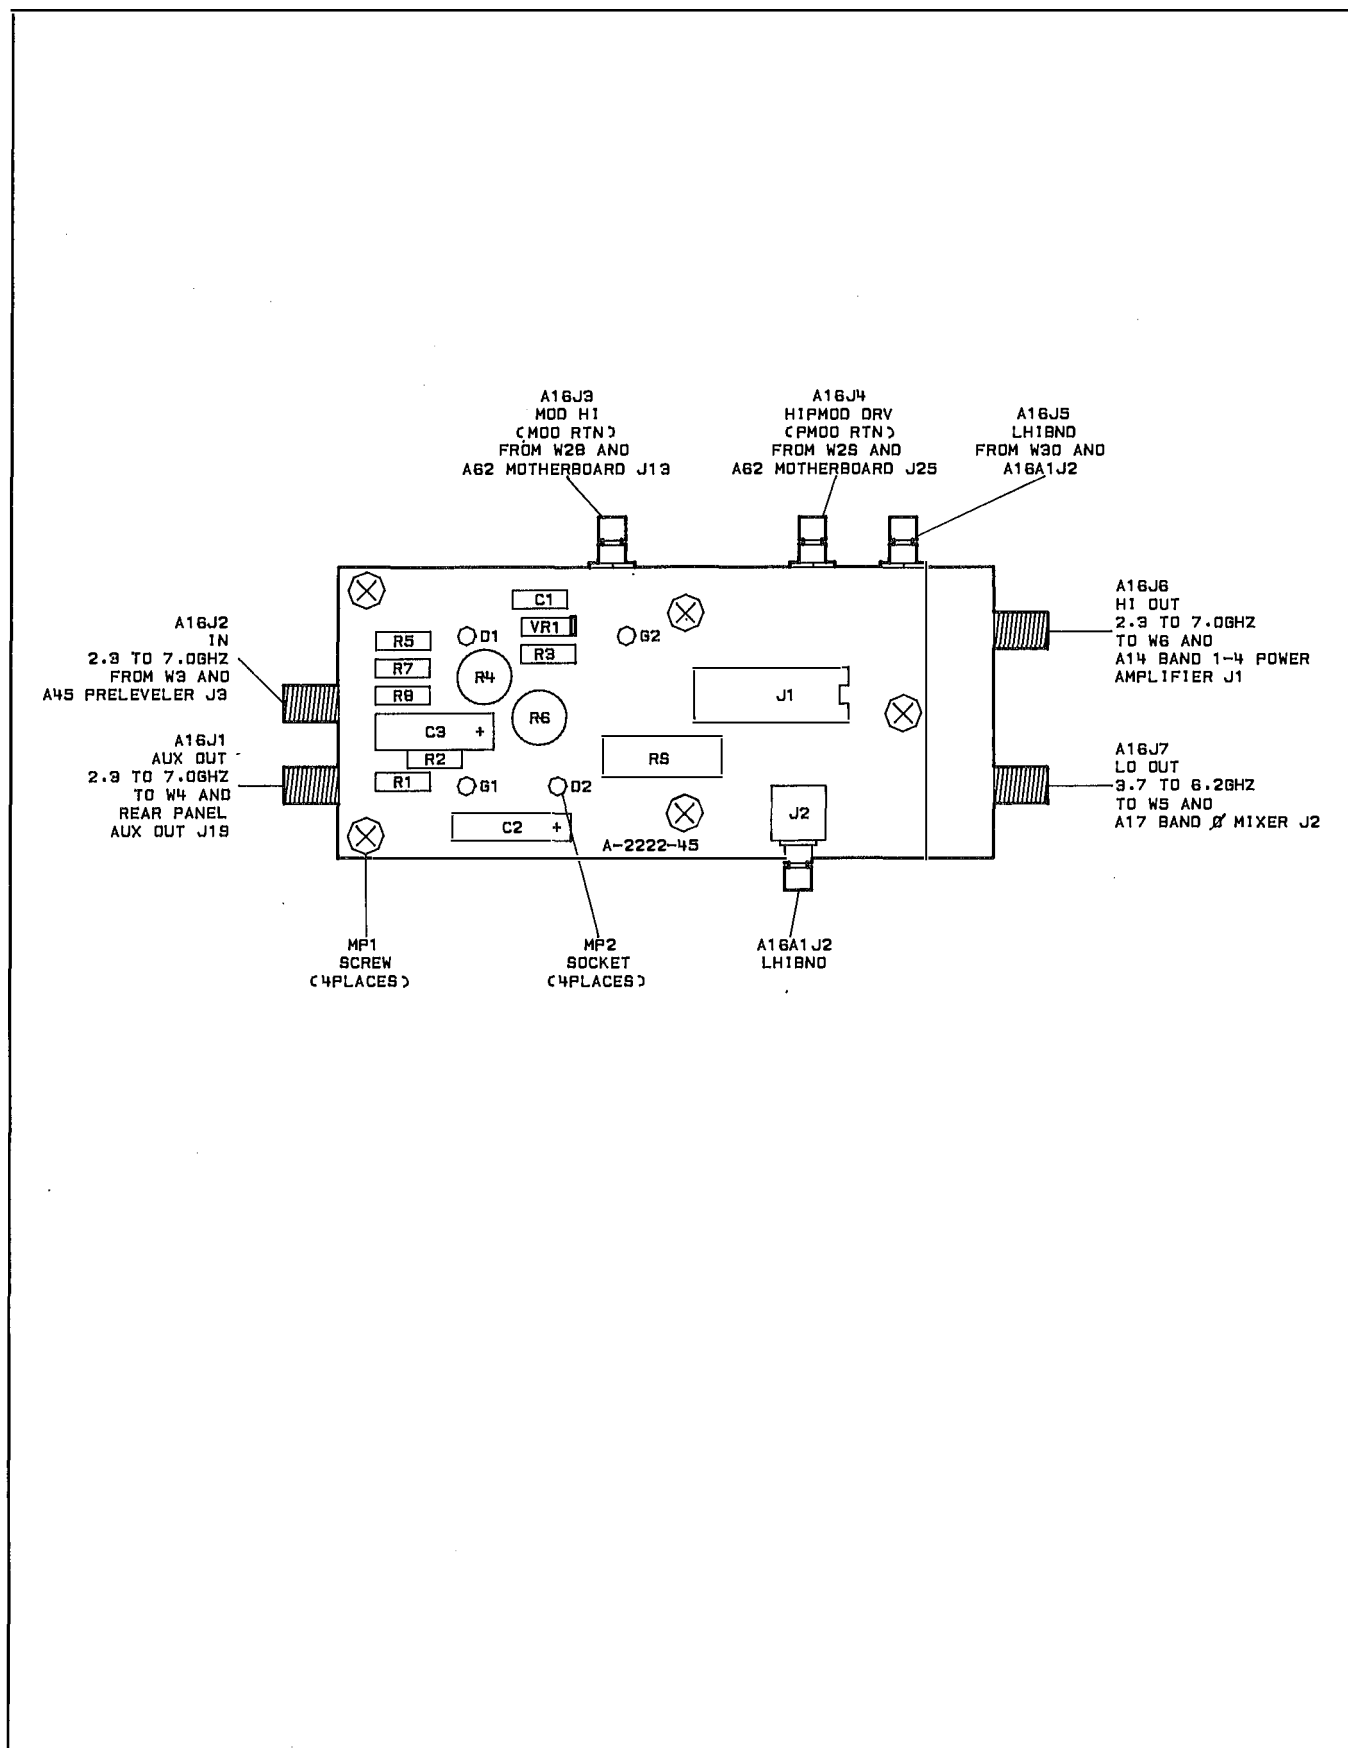 A16J3
MOD HI
(MOD RTN)
FROM W28 AND
A62 MOTHERBOARD J13
A16J4
HIPMOD DRV
(PMOD RTN)
FROM W29 AND
A62 MOTHERBOARD J25
A16J5
LHIBND
FROM W30 AND
A16A1J2
A16J2
IN
2.3 TO 7.0GHZ
FROM W3 AND
A45 PRELEVELER J3
A16J1
AUX OUT
2.3 TO 7.0GHZ
TO W4 AND
REAR PANEL
AUX OUT J19
C1
VR1
R3
D1
G2
R5
R7
R8
R4
R6
C3 +
R2
R1
G1
D2
C2 +
J1
R9
J2
A-2222-45
A16J6
HI OUT
2.3 TO 7.0GHZ
TO W6 AND
A14 BAND 1-4 POWER
AMPLIFIER J1
A16J7
LO OUT
3.7 TO 6.2GHZ
TO W5 AND
A17 BAND Ø MIXER J2
MP1
SCREW
(4PLACES)
MP2
SOCKET
(4PLACES)
A16A1J2
LHIBND